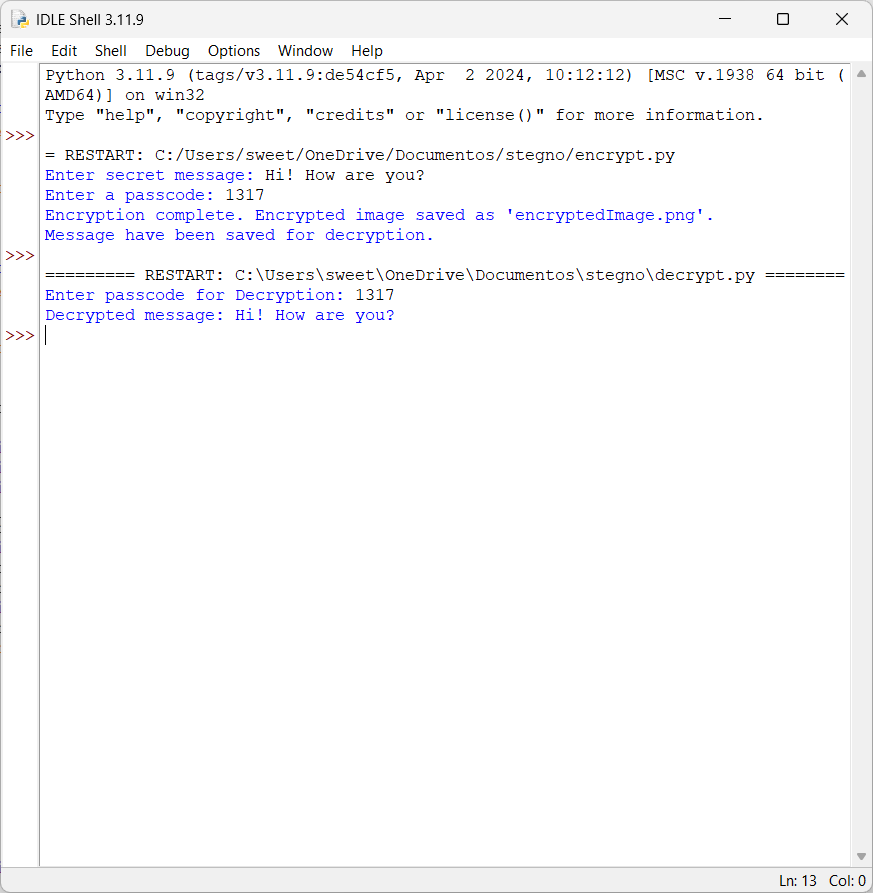 IDLE Shell 3.11.9
File Edit Shell Debug Options Window Help
Python 3.11.9 (tags/v3.11.9:de54cf5, Apr  2 2024, 10:12:12) [MSC v.1938 64 bit (
AMD64)] on win32
Type "help", "copyright", "credits" or "license()" for more information.
>>>
= RESTART: C:/Users/sweet/OneDrive/Documentos/stegno/encrypt.py
Enter secret message: Hi! How are you?
Enter a passcode: 1317
Encryption complete. Encrypted image saved as 'encryptedImage.png'.
Message have been saved for decryption.
>>>
========= RESTART: C:\Users\sweet\OneDrive\Documentos\stegno\decrypt.py ========
Enter passcode for Decryption: 1317
Decrypted message: Hi! How are you?
>>>
Ln: 13 Col: 0